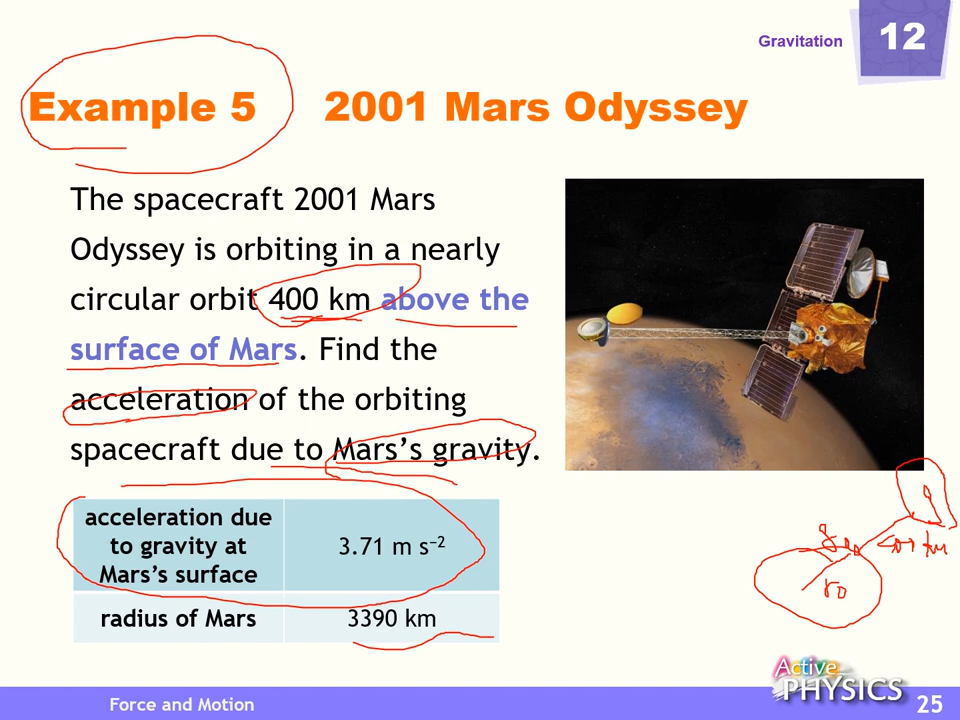 Gravitation
12
Example 5 2001 Mars Odyssey
The spacecraft 2001 Mars
Odyssey is orbiting in a nearly
circular orbit 400 km above the
surface of Mars. Find the
acceleration of the orbiting
spacecraft due to Mars’s gravity.
acceleration due
to gravity at
Mars’s surface
3.71 m s⁻²
radius of Mars
3390 km
g
r₀
Active
PHYSICS
Force and Motion
25